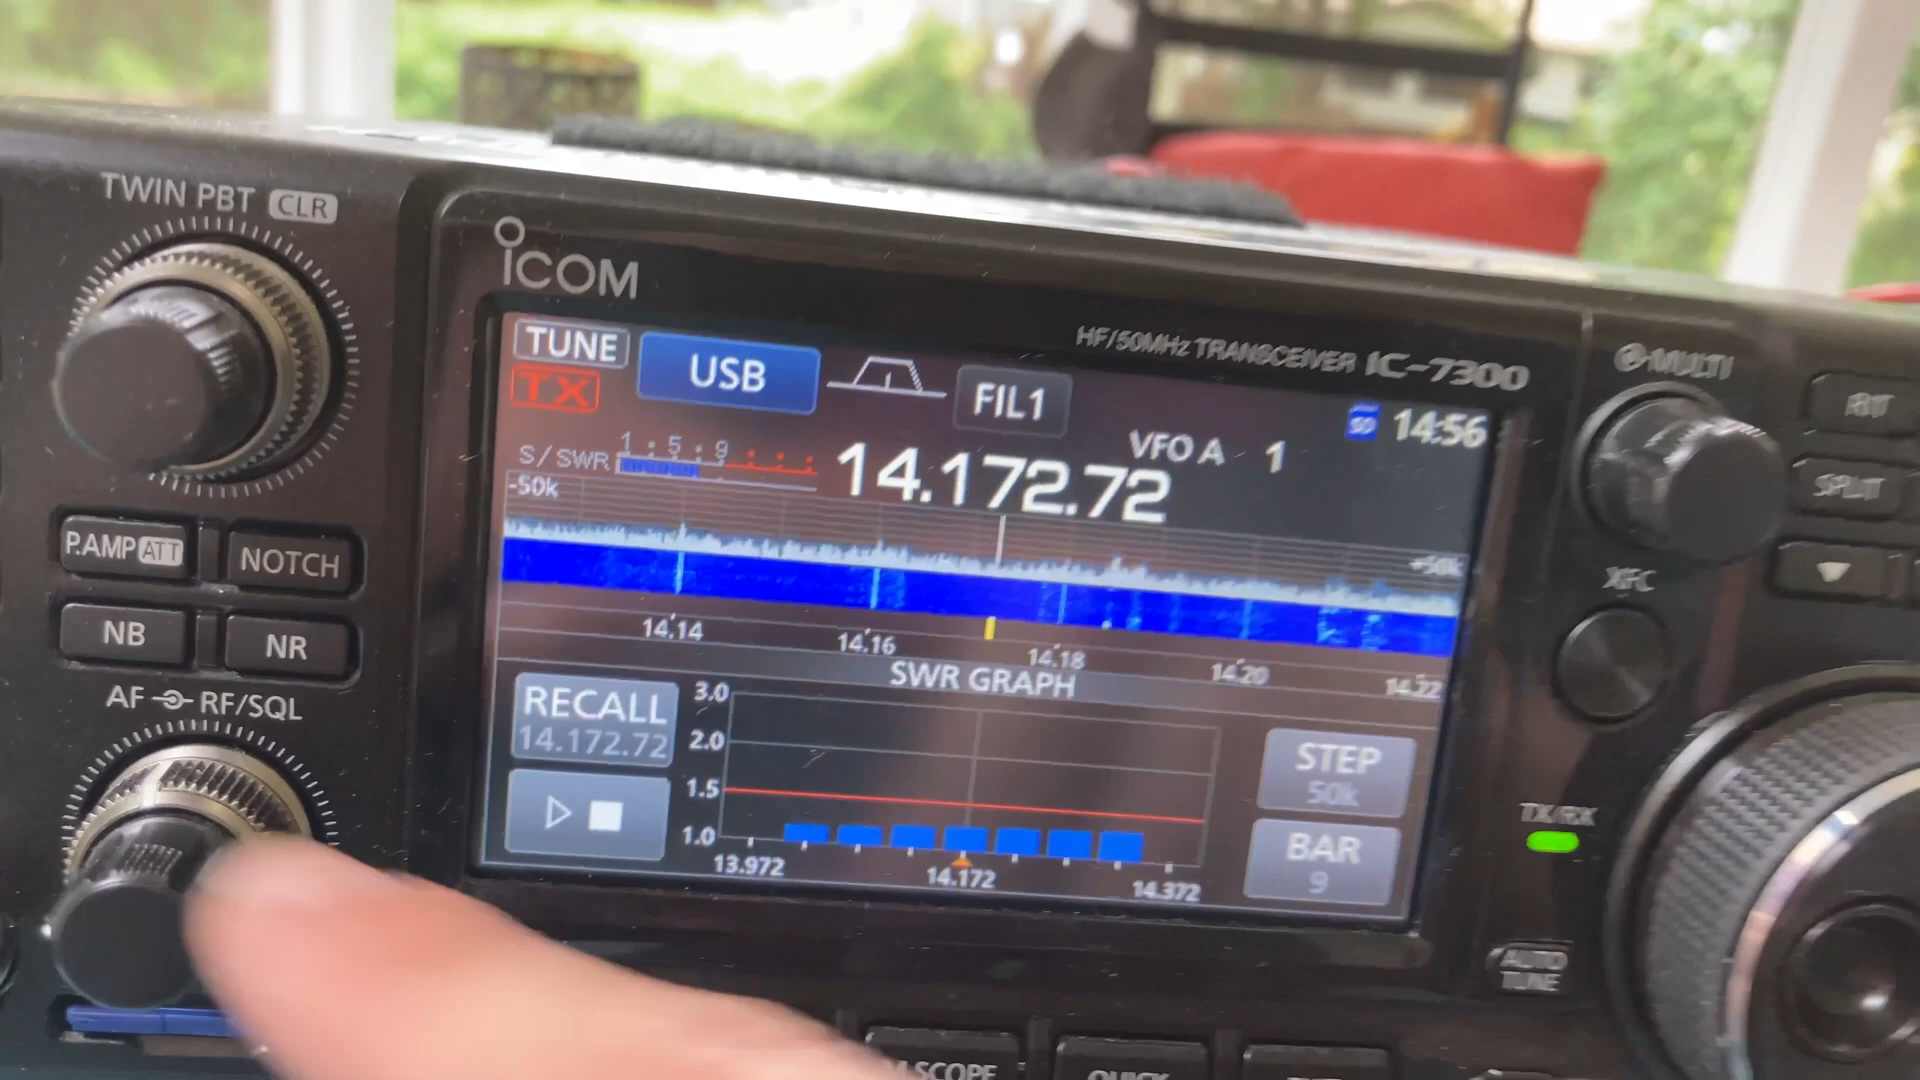 TWIN PBT CLR
ICOM
HF/50MHz TRANSCEIVER IC-7300
MULTI
TUNE
USB
FIL1
14:56
TX
VFO A 1
RIT
S/SWR 1 : 5 : 9
14.172.72
SPLIT
-50k
+50k
P.AMP ATT
NOTCH
XFC
NB
NR
14.14
14.16
14.18
14.20
14.22
AF RF/SQL
SWR GRAPH
RECALL
14.172.72
3.0
2.0
1.5
1.0
STEP
50k
TX/RX
BAR
9
13.972
14.172
14.372
AUTO
TUNE
SCOPE
QUICK